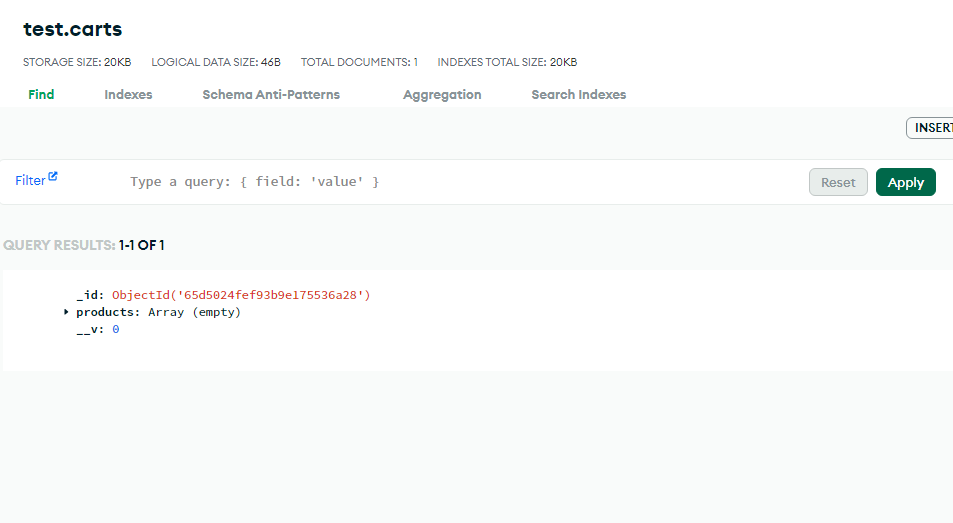 test.carts
STORAGE SIZE: 20KB LOGICAL DATA SIZE: 46B TOTAL DOCUMENTS: 1 INDEXES TOTAL SIZE: 20KB
Find Indexes Schema Anti-Patterns Aggregation Search Indexes
INSERT
Filter Type a query: { field: 'value' } Reset Apply
QUERY RESULTS: 1-1 OF 1
_id: ObjectId('65d5024fef93b9e175536a28')
products: Array (empty)
__v: 0